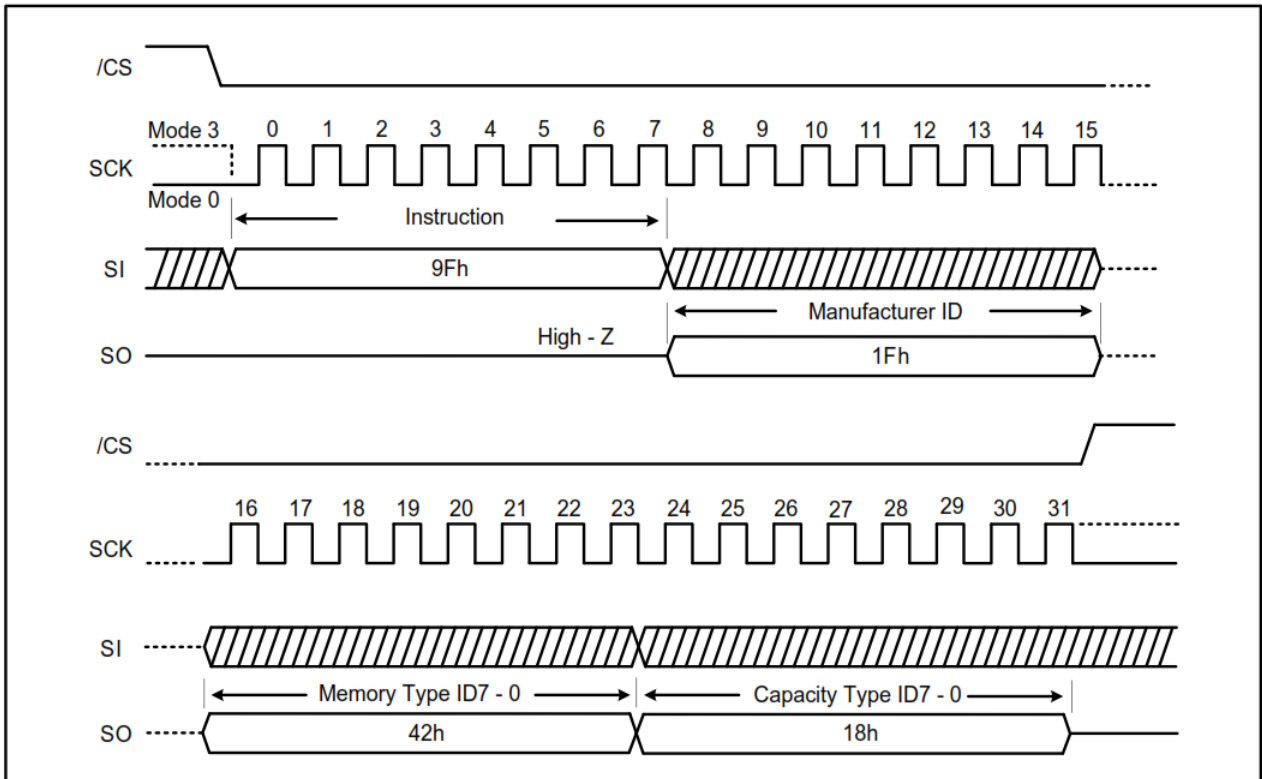 /CS
Mode 3 0 1 2 3 4 5 6 7 8 9 10 11 12 13 14 15
SCK
Mode 0
Instruction
SI 9Fh
Manufacturer ID
High - Z
SO 1Fh
/CS
16 17 18 19 20 21 22 23 24 25 26 27 28 29 30 31
SCK
SI
Memory Type ID7 - 0 Capacity Type ID7 - 0
SO 42h 18h